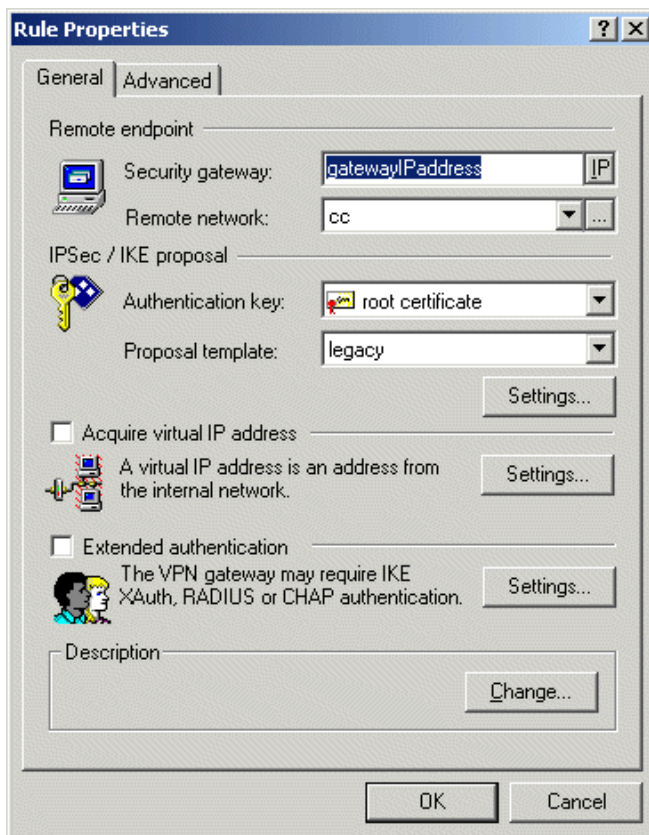 Rule Properties
General
Advanced
Remote endpoint
Security gateway:
gatewayIPaddress
IP
Remote network:
cc
...
IPSec / IKE proposal
Authentication key:
root certificate
Proposal template:
legacy
Settings...
Acquire virtual IP address
A virtual IP address is an address from
the internal network.
Settings...
Extended authentication
The VPN gateway may require IKE
XAuth, RADIUS or CHAP authentication.
Settings...
Description
Change...
OK
Cancel